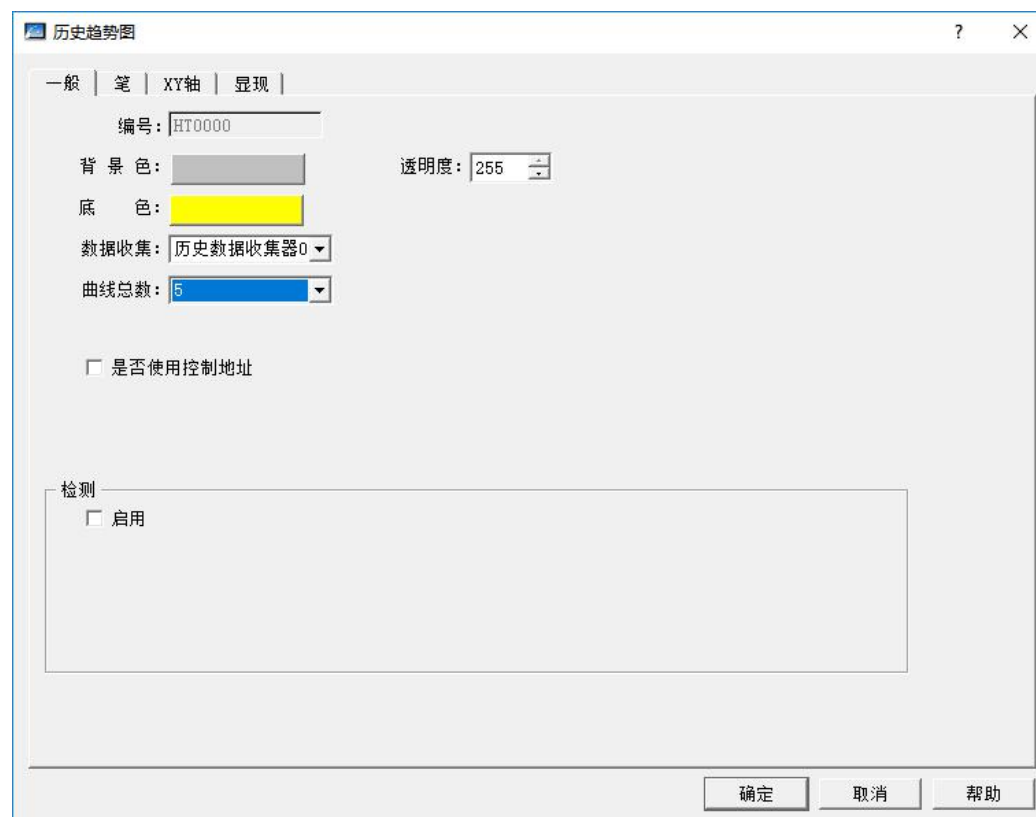 历史趋势图
一般 笔 XY轴 显现
编号: HT0000
背景色: 透明度: 255
底色:
数据收集: 历史数据收集器0
曲线总数: 5
是否使用控制地址
检测
启用
确定 取消 帮助